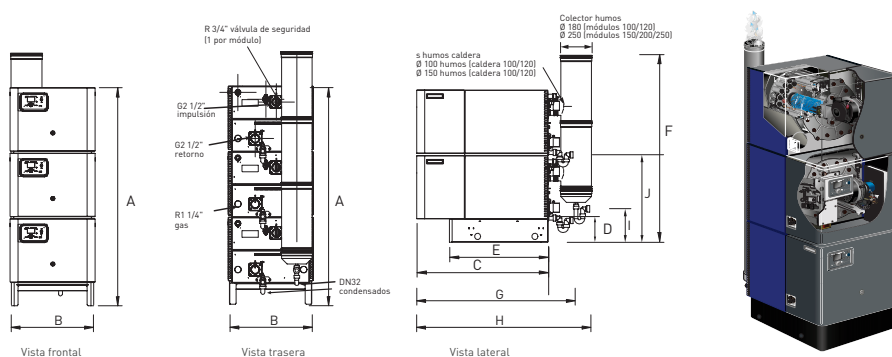 R 3/4" válvula de seguridad
(1 por módulo)
G2 1/2"
impulsión
G2 1/2"
retorno
R1 1/4"
gas
DN32
condensados
A
B
Vista frontal
A
B
Vista trasera
Colector humos
Ø 180 (módulos 100/120)
Ø 250 (módulos 150/200/250)
s humos caldera
Ø 100 humos (caldera 100/120)
Ø 150 humos (caldera 100/120)
F
J
I
D
E
C
G
H
Vista lateral